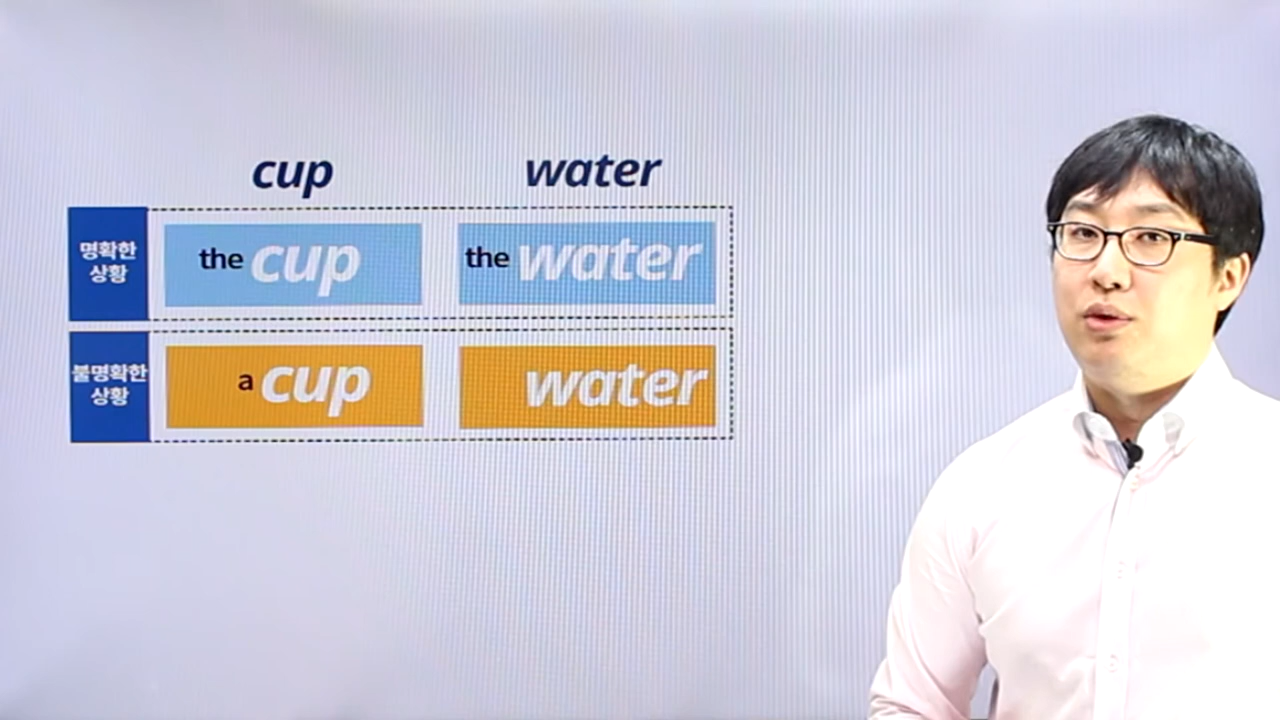 cup water
명확한
상황
the cup the water
불명확한
상황
a cup water